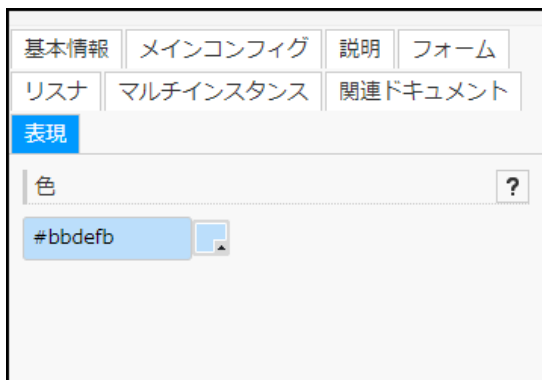 基本情報 メインコンフィグ 説明 フォーム
リスナ マルチインスタンス 関連ドキュメント
表現
色 ?
#bbdefb